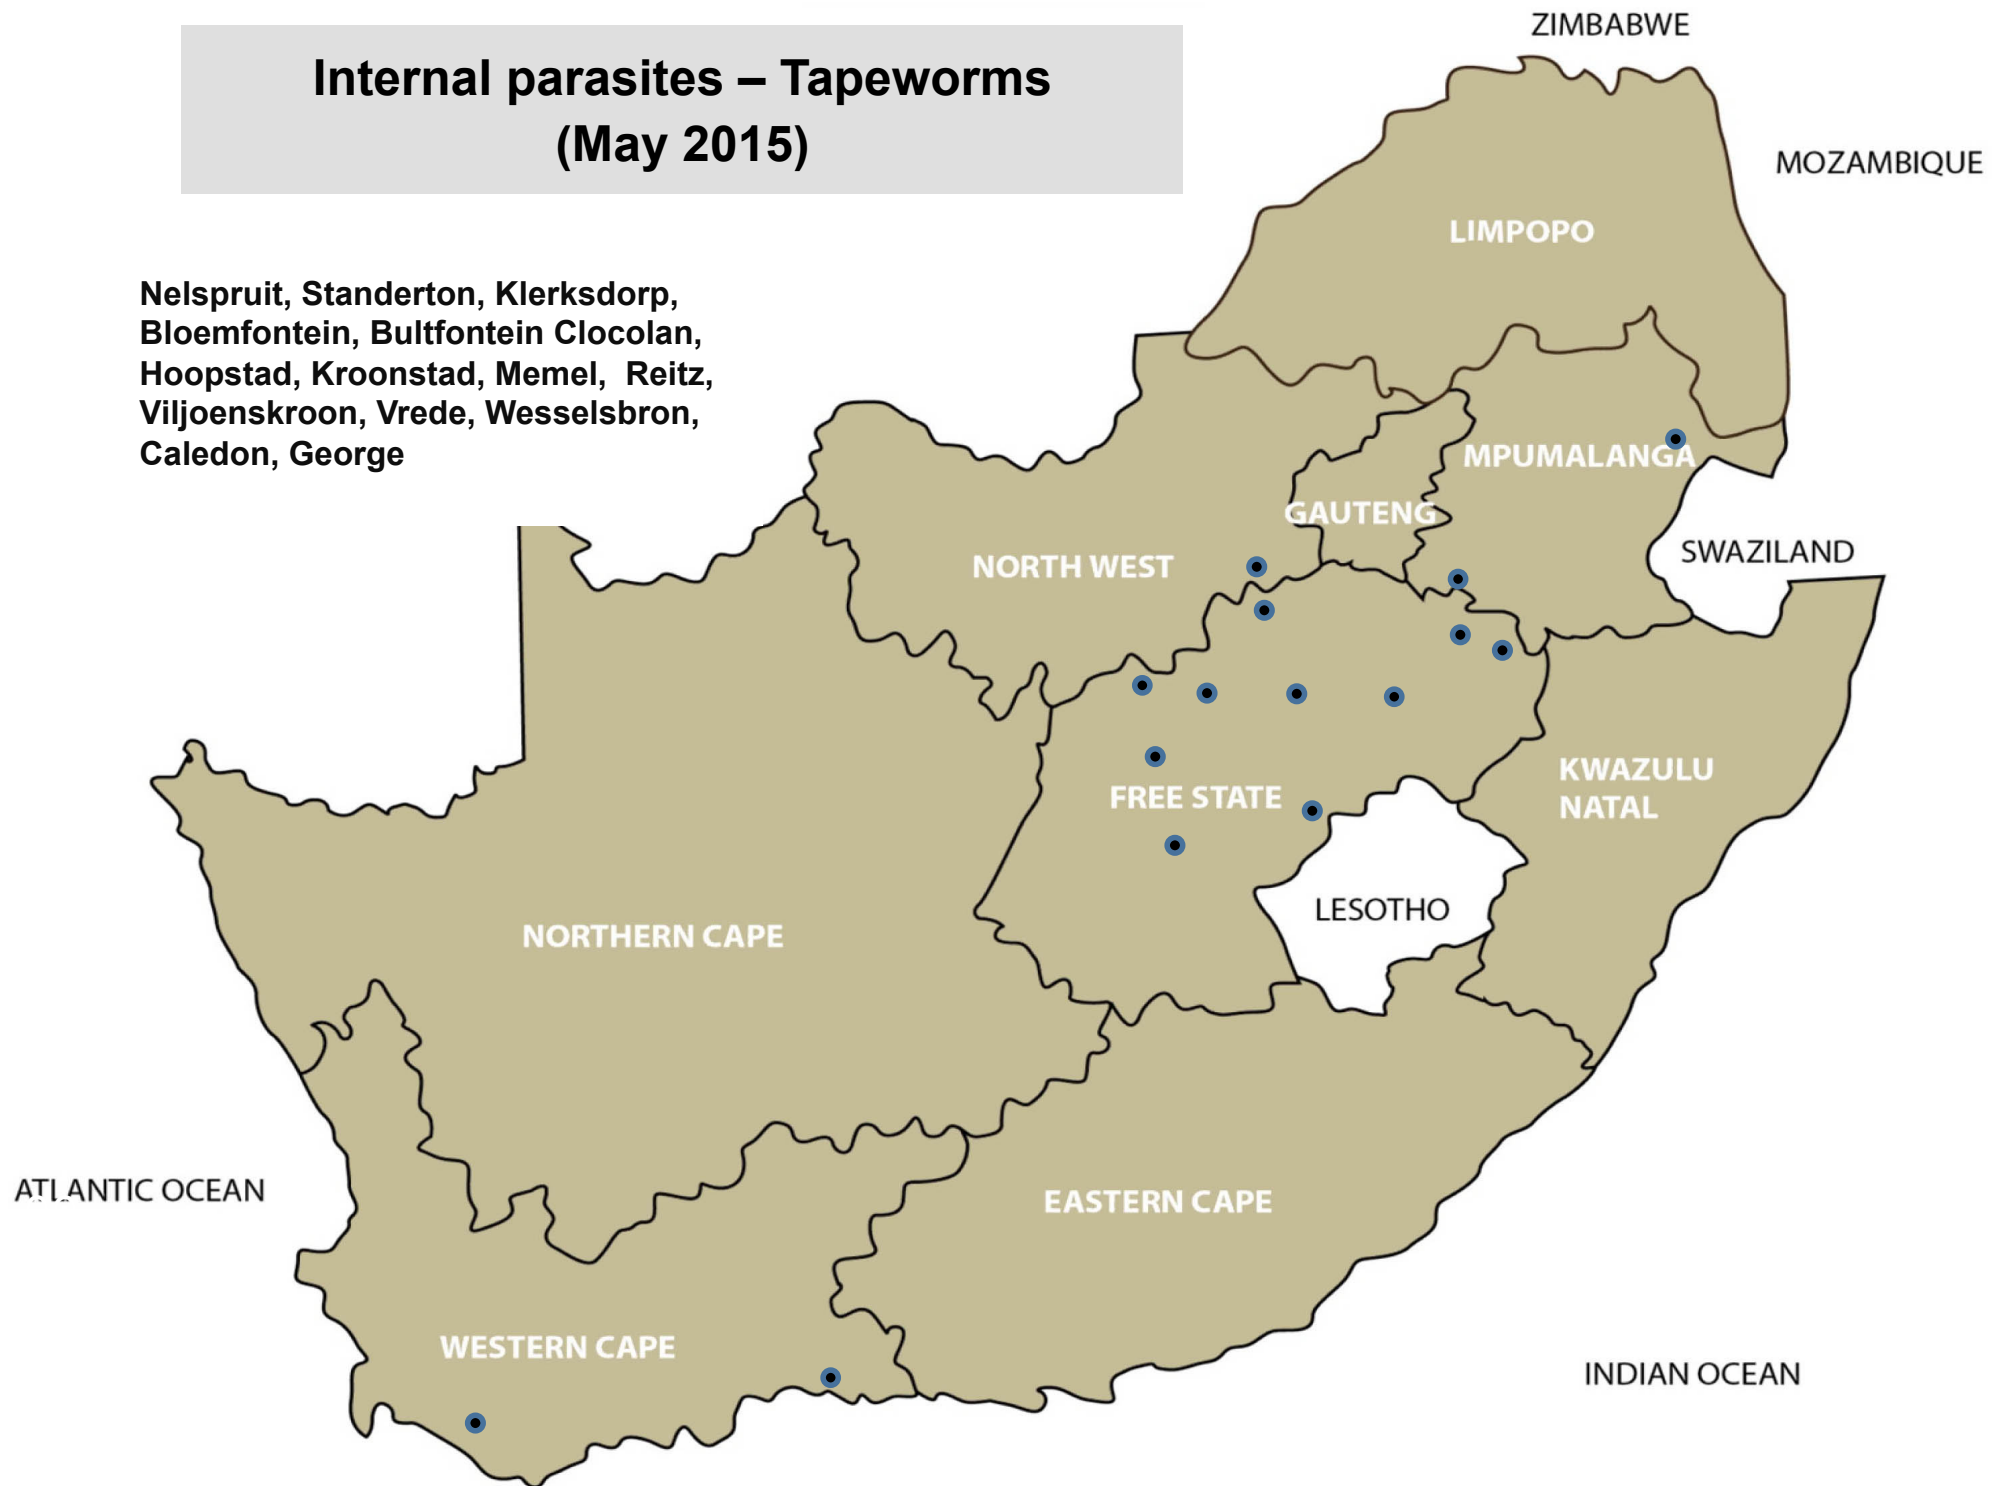 Internal parasites – Tapeworms
(May 2015)
Nelspruit, Standerton, Klerksdorp,
Bloemfontein, Bultfontein Clocolan,
Hoopstad, Kroonstad, Memel,  Reitz,
Viljoenskroon, Vrede, Wesselsbron,
Caledon, George
ZIMBABWE
MOZAMBIQUE
LIMPOPO
MPUMALANGA
GAUTENG
SWAZILAND
NORTH WEST
KWAZULU
NATAL
FREE STATE
LESOTHO
NORTHERN CAPE
ATLANTIC OCEAN
EASTERN CAPE
WESTERN CAPE
INDIAN OCEAN